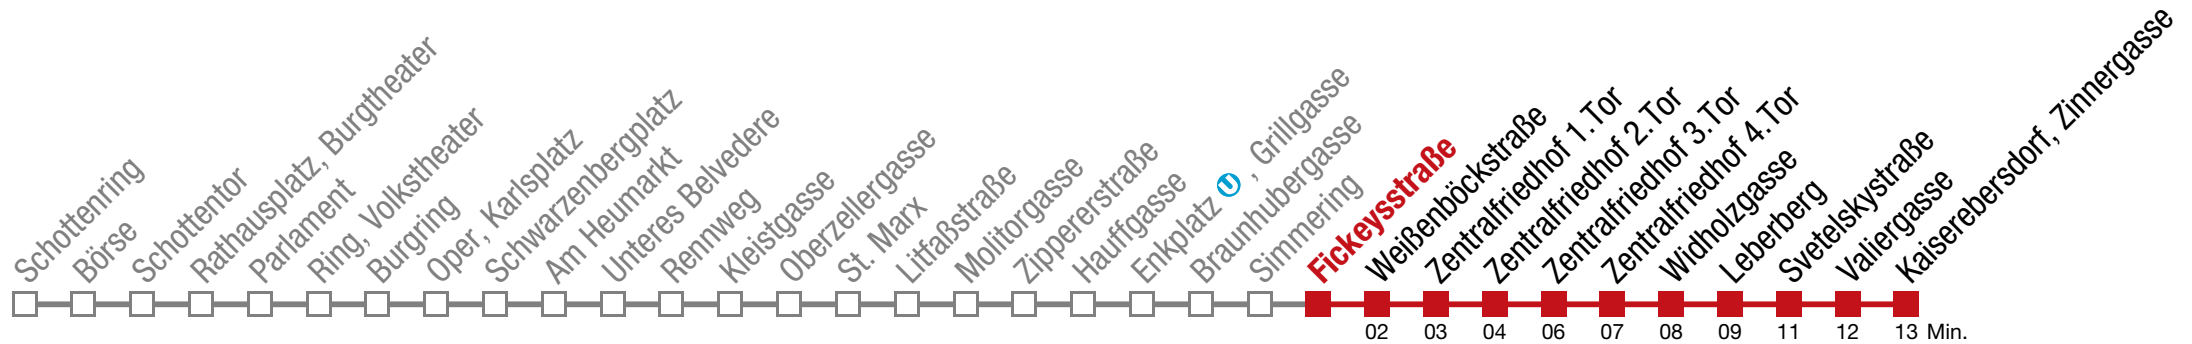 Schottenring
Börse
Schottentor
Rathausplatz, Burgtheater
Parlament
Ring, Volkstheater
Burgring
Oper, Karlsplatz
Schwarzenbergplatz
Am Heumarkt
Unteres Belvedere
Rennweg
Kleistgasse
Oberzellergasse
St. Marx
Litfaßstraße
Molitorgasse
Zippererstraße
Hauffgasse
Enkplatz U, Grillgasse
Braunhubergasse
Simmering
Fickeysstraße
Weißenböckstraße
Zentralfriedhof 1.Tor
Zentralfriedhof 2.Tor
Zentralfriedhof 3.Tor
Zentralfriedhof 4.Tor
Widholzgasse
Leberberg
Svetelskystraße
Valiergasse
Kaiserebersdorf, Zinnergasse
02 03 04 06 07 08 09 11 12 13 Min.